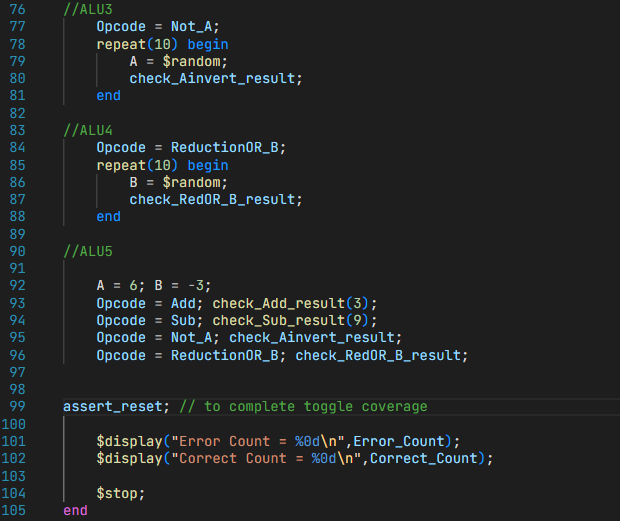 76 //ALU3
77 Opcode = Not_A;
78 repeat(10) begin
79 A = $random;
80 check_Ainvert_result;
81 end
82
83 //ALU4
84 Opcode = ReductionOR_B;
85 repeat(10) begin
86 B = $random;
87 check_RedOR_B_result;
88 end
89
90 //ALU5
91
92 A = 6; B = -3;
93 Opcode = Add; check_Add_result(3);
94 Opcode = Sub; check_Sub_result(9);
95 Opcode = Not_A; check_Ainvert_result;
96 Opcode = ReductionOR_B; check_RedOR_B_result;
97
98
99 assert_reset; // to complete toggle coverage
100
101 $display("Error Count = %0d\n",Error_Count);
102 $display("Correct Count = %0d\n",Correct_Count);
103
104 $stop;
105 end